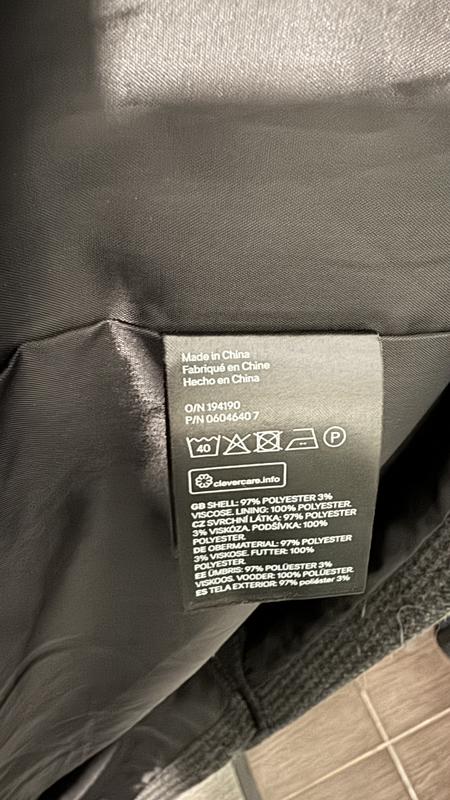 Made in China
Fabriqué en Chine
Hecho en China
O/N 194190
P/N 0604640 7
40 P
clevercare.info
GB SHELL: 97% POLYESTER 3%
VISCOSE. LINING: 100% POLYESTER.
CZ SVRCHNÍ LÁTKA: 97% POLYESTER
3% VISKÓZA. PODŠÍVKA: 100%
POLYESTER.
DE OBERMATERIAL: 97% POLYESTER
3% VISKOSE. FUTTER: 100%
POLYESTER.
EE ÜMBRIS: 97% POLÜESTER 3%
VISKOOS. VOODER: 100% POLÜESTER.
ES TELA EXTERIOR: 97% poliéster 3%